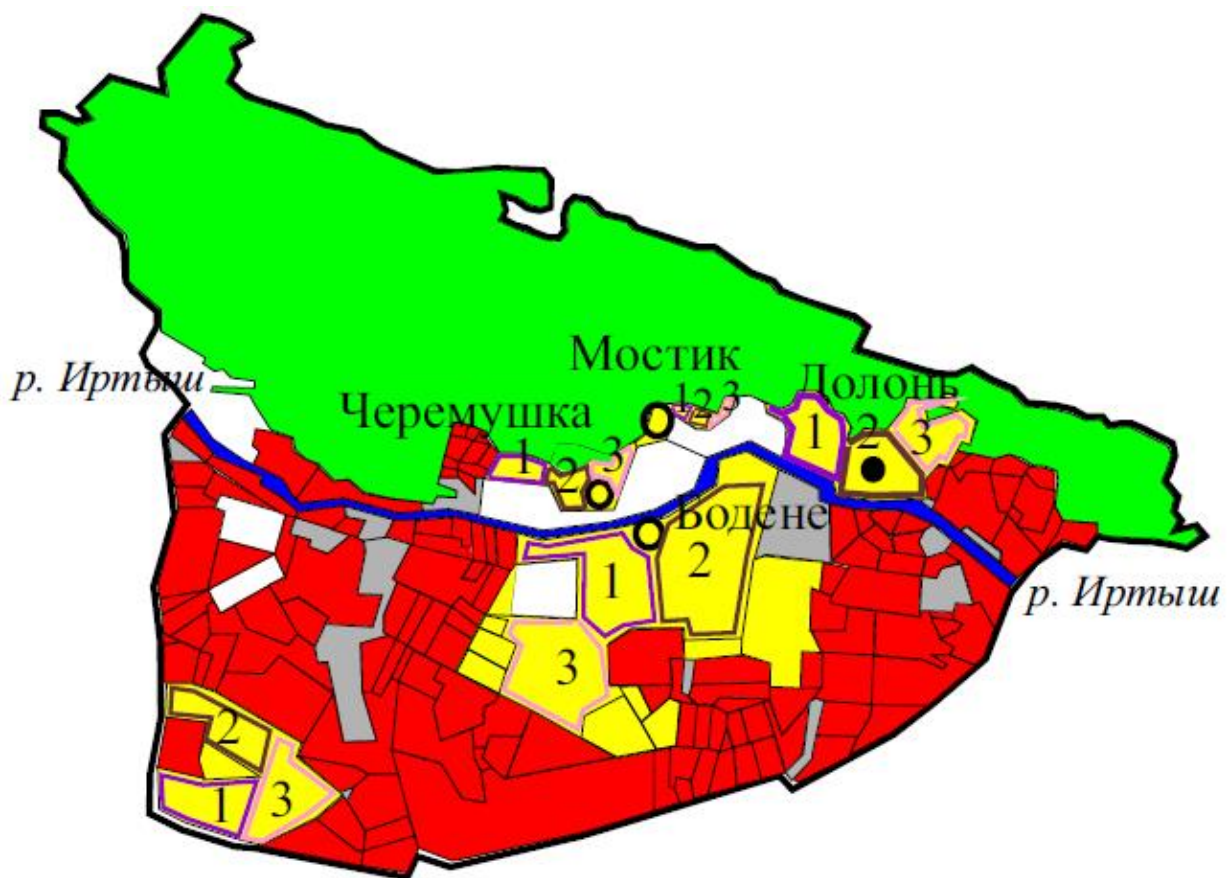 Мостик
р. Иртыш
Долонь
Черемушка
1 2 3
1 2 3
1 2 3
Бодене
1 2
3
р. Иртыш
2
1 3